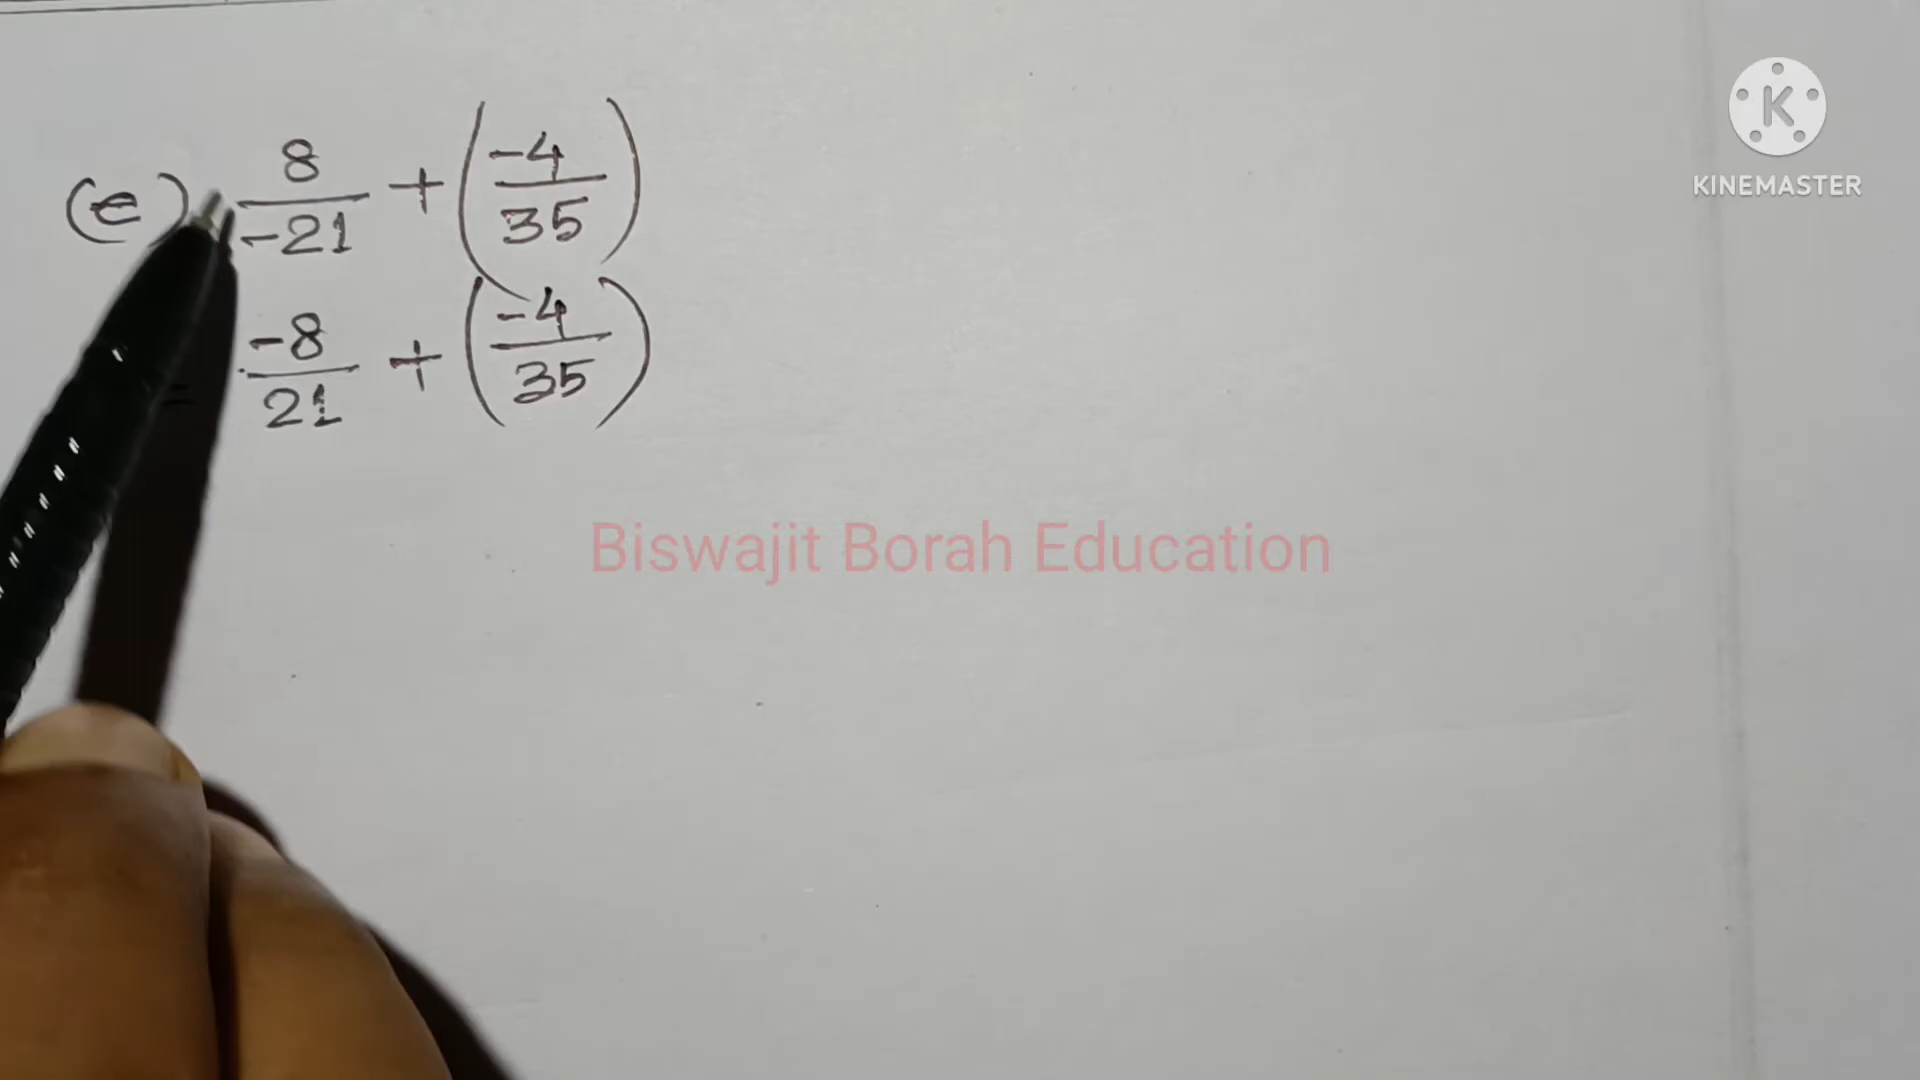 (e) 8/-21 + (-4/35)
= -8/21 + (-4/35)
KINEMASTER
Biswajit Borah Education